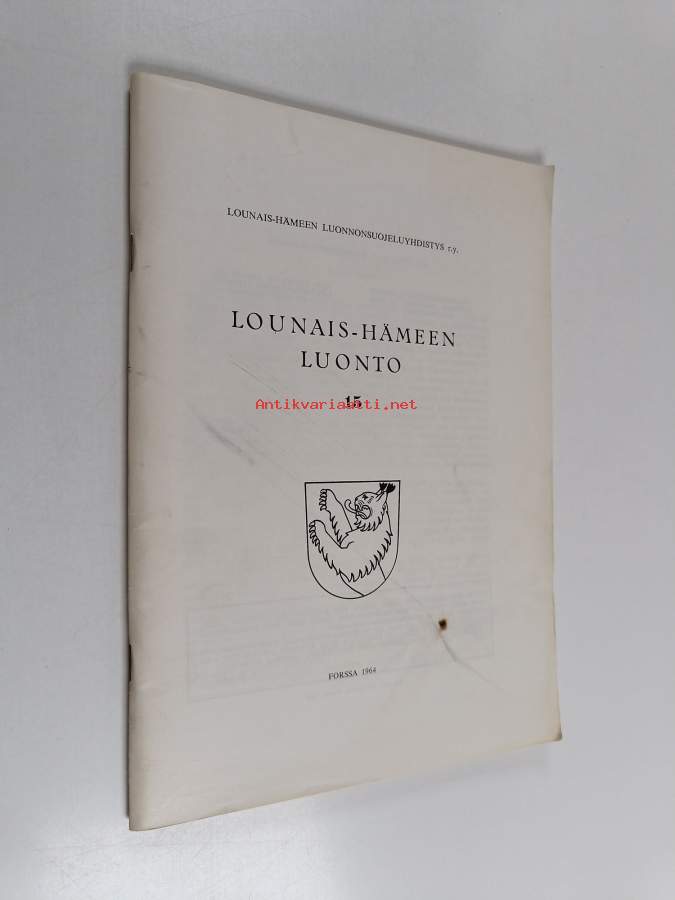 LOUNAIS-HÄMEEN LUONNONSUOJELUYHDISTYS r.y.
LOUNAIS-HÄMEEN
LUONTO
15
Antikvariaatti.net
FORSSA 1964